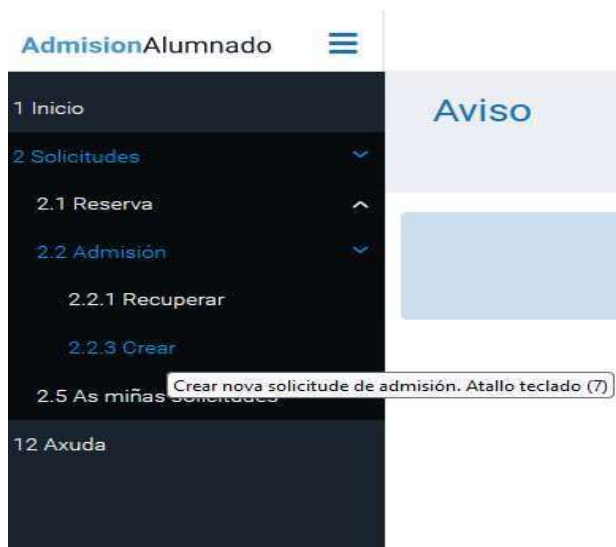 AdmisionAlumnado
Aviso
1 Inicio
2 Solicitudes
2.1 Reserva
2.2 Admisión
2.2.1 Recuperar
2.2.3 Crear
Crear nova solicitude de admisión. Atallo teclado (7)
2.5 As miñas solicitudes
12 Axuda